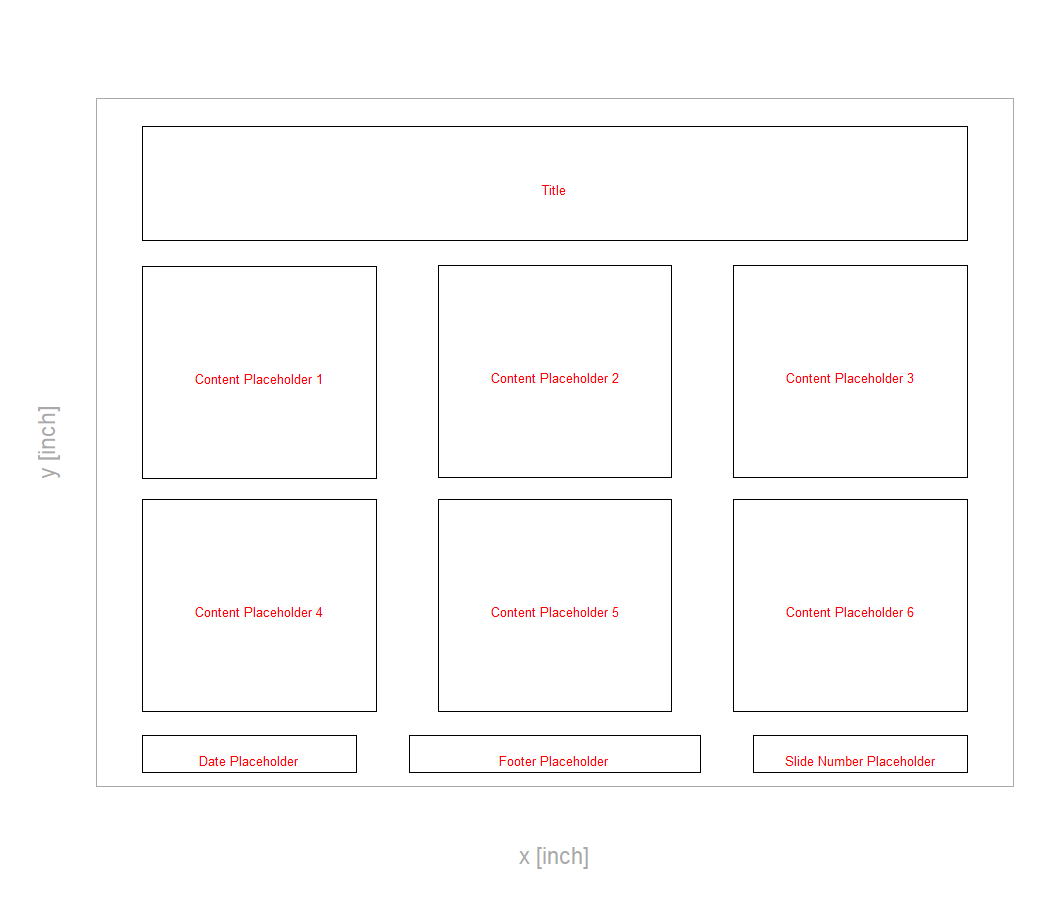 Title
Content Placeholder 1
Content Placeholder 2
Content Placeholder 3
y [inch]
Content Placeholder 4
Content Placeholder 5
Content Placeholder 6
Date Placeholder
Footer Placeholder
Slide Number Placeholder
x [inch]